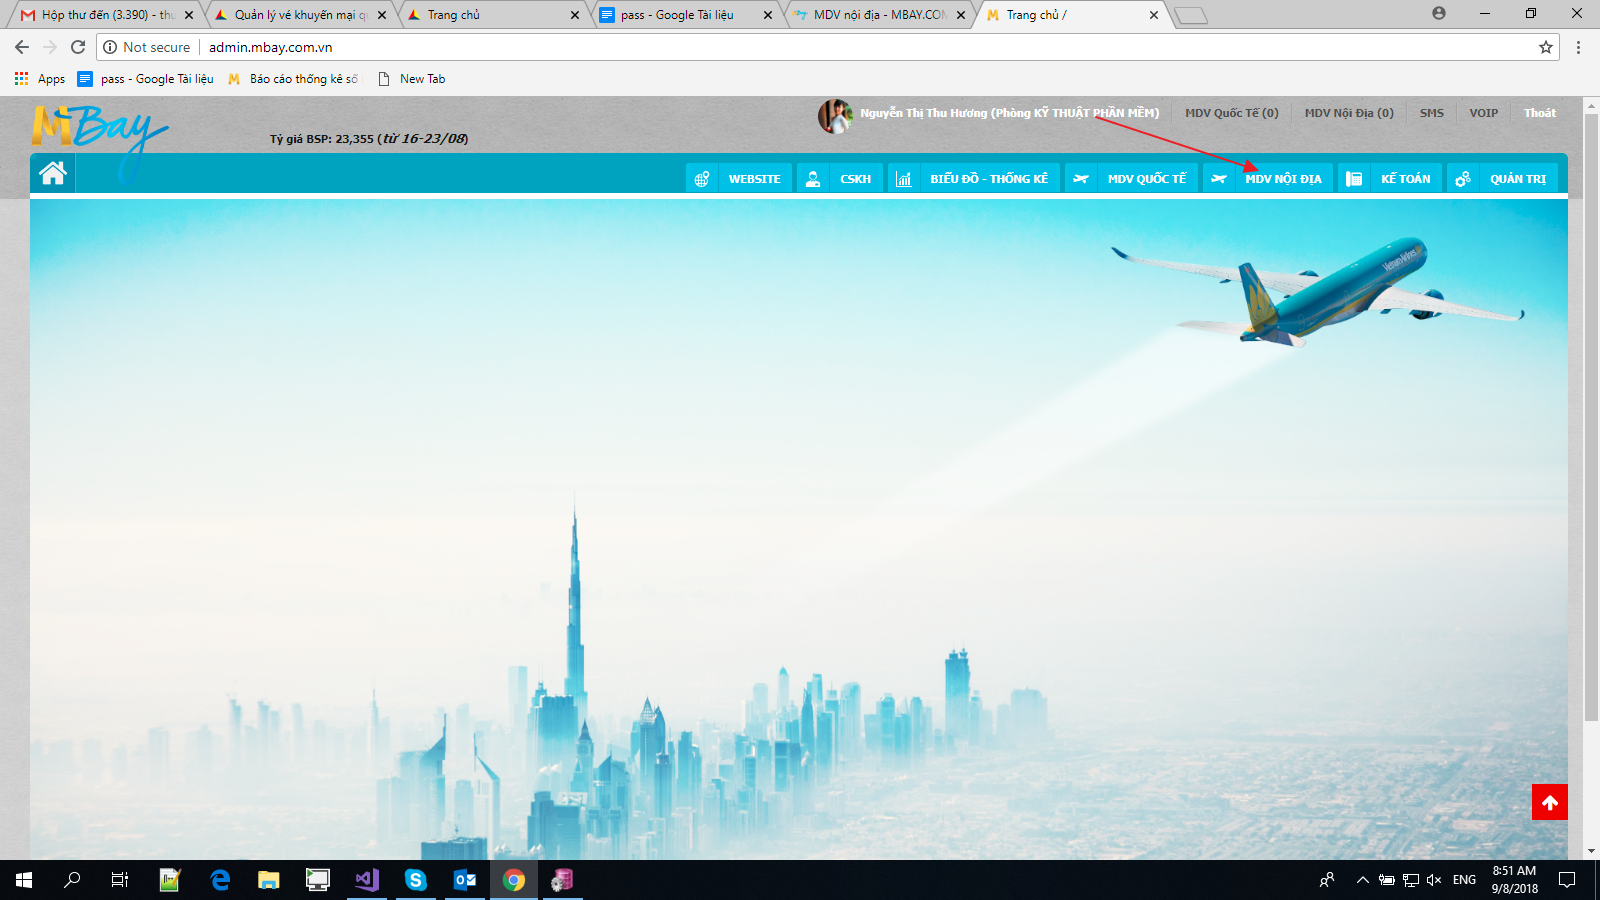 Hộp thư đến (3.390) - thu
Quản lý vé khuyến mại qu
Trang chủ
pass - Google Tài liệu
MDV nội địa - MBAY.COM
Trang chủ /
Not secure
admin.mbay.com.vn
Apps
pass - Google Tài liệu
Báo cáo thống kê số
New Tab
MBay
Tỷ giá BSP: 23,355 (từ 16-23/08)
Nguyễn Thị Thu Hương (Phòng KỸ THUẬT PHẦN MỀM)
MDV Quốc Tế (0)
MDV Nội Địa (0)
SMS
VOIP
Thoát
WEBSITE
CSKH
BIỂU ĐỒ - THỐNG KÊ
MDV QUỐC TẾ
MDV NỘI ĐỊA
KẾ TOÁN
QUẢN TRỊ
Vietnam Airlines
ENG
8:51 AM
9/8/2018